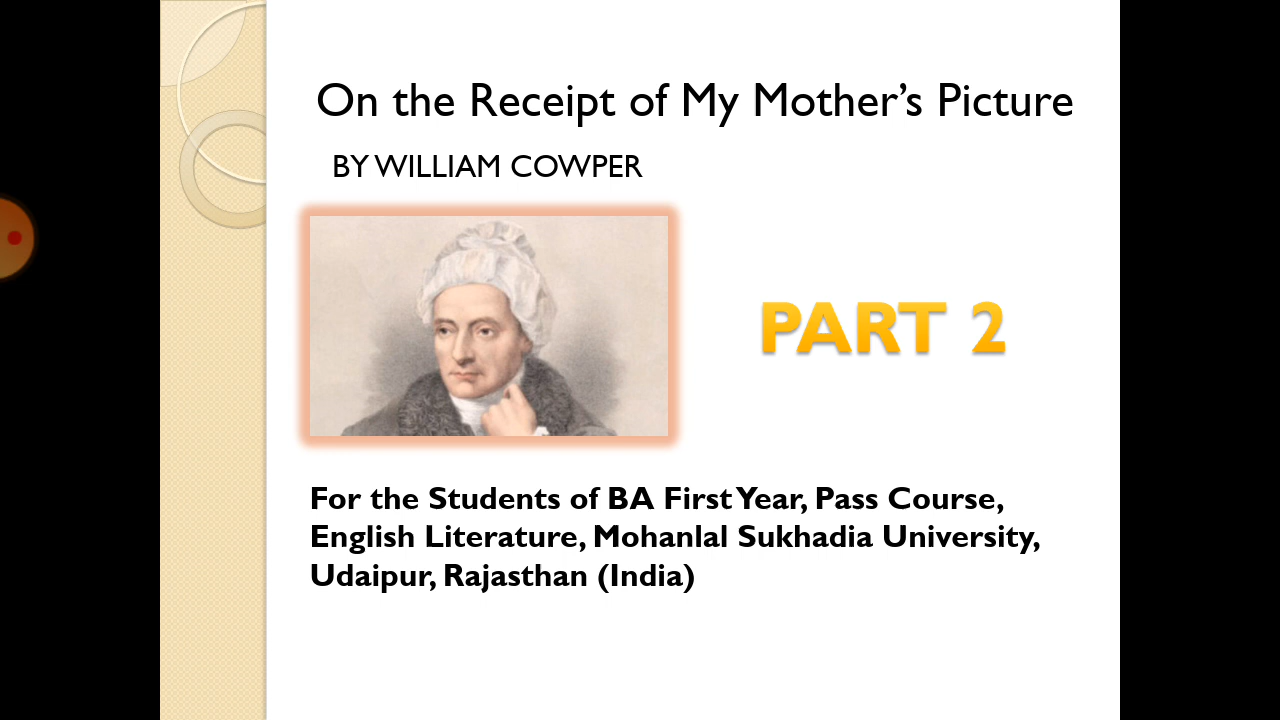 On the Receipt of My Mother’s Picture
BY WILLIAM COWPER
PART 2
For the Students of BA First Year, Pass Course,
English Literature, Mohanlal Sukhadia University,
Udaipur, Rajasthan (India)